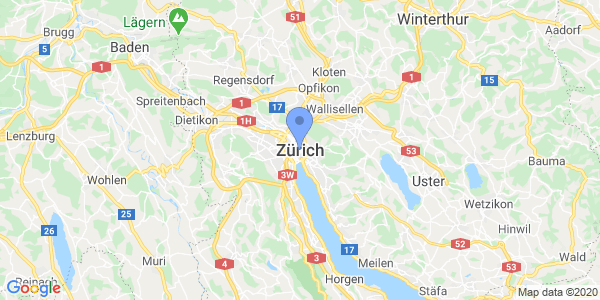 51
Winterthur
Lägern
Aadorf
Brugg
5
Baden
Kloten
1
1
15
Regensdorf
Opfikon
Spreitenbach
1
17
Wallisellen
Dietikon
1H
Lenzburg
Zürich
53
Bauma
3W
Uster
Wohlen
Wetzikon
25
Hinwil
26
17
52
Muri
3
Wald
4
Meilen
53
Reinach
Horgen
Stäfa
Google
Map data ©2020